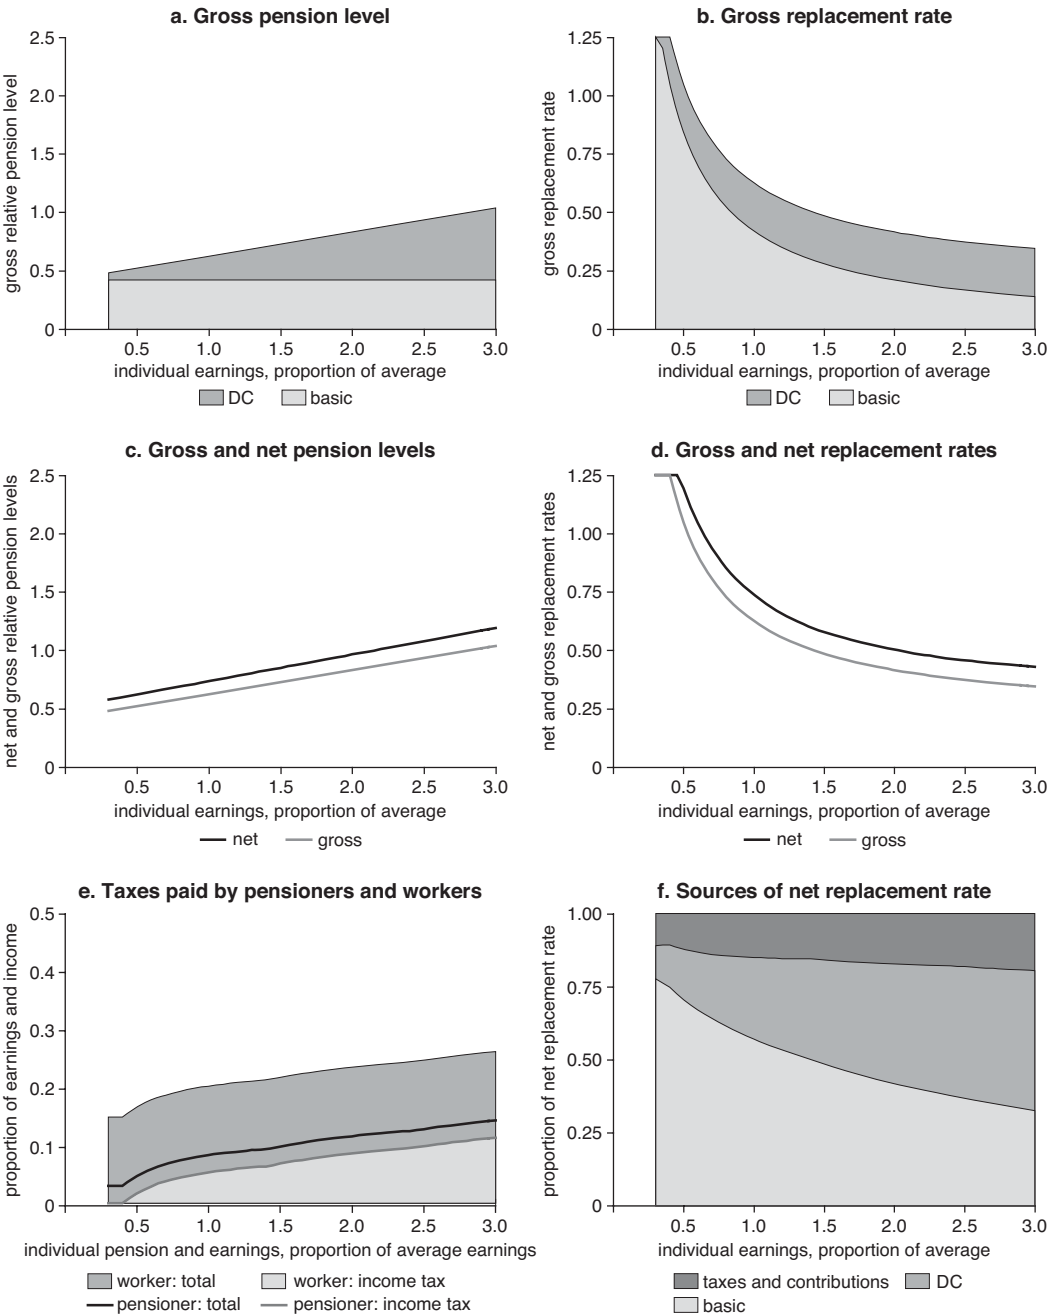 a. Gross pension level
gross relative pension level
2.5
2.0
1.5
1.0
0.5
0
0.5 1.0 1.5 2.0 2.5 3.0
individual earnings, proportion of average
DC basic
b. Gross replacement rate
gross replacement rate
1.25
1.00
0.75
0.50
0.25
0
0.5 1.0 1.5 2.0 2.5 3.0
individual earnings, proportion of average
DC basic
c. Gross and net pension levels
net and gross relative pension levels
2.5
2.0
1.5
1.0
0.5
0
0.5 1.0 1.5 2.0 2.5 3.0
individual earnings, proportion of average
net gross
d. Gross and net replacement rates
net and gross replacement rates
1.25
1.00
0.75
0.50
0.25
0
0.5 1.0 1.5 2.0 2.5 3.0
individual earnings, proportion of average
net gross
e. Taxes paid by pensioners and workers
proportion of earnings and income
0.5
0.4
0.3
0.2
0.1
0
0.5 1.0 1.5 2.0 2.5 3.0
individual pension and earnings, proportion of average earnings
worker: total worker: income tax
pensioner: total pensioner: income tax
f. Sources of net replacement rate
proportion of net replacement rate
1.00
0.75
0.50
0.25
0
0.5 1.0 1.5 2.0 2.5 3.0
individual earnings, proportion of average
taxes and contributions DC
basic